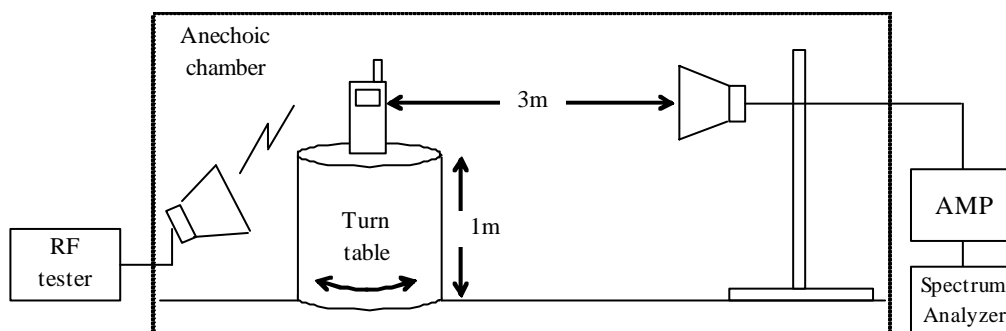 Anechoic
chamber
3m
1m
Turn
table
RF
tester
AMP
Spectrum
Analyzer